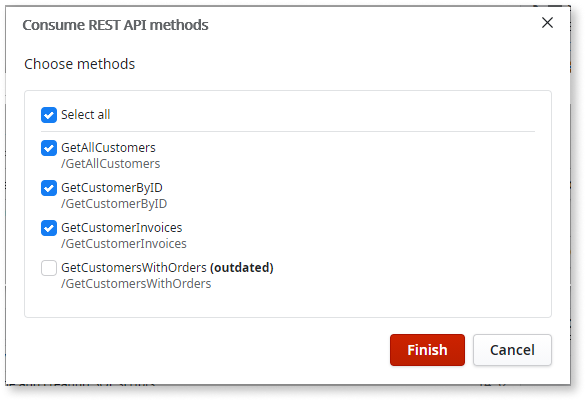 Consume REST API methods
Choose methods
Select all
GetAllCustomers
/GetAllCustomers
GetCustomerByID
/GetCustomerByID
GetCustomerInvoices
/GetCustomerInvoices
GetCustomersWithOrders (outdated)
/GetCustomersWithOrders
Finish
Cancel